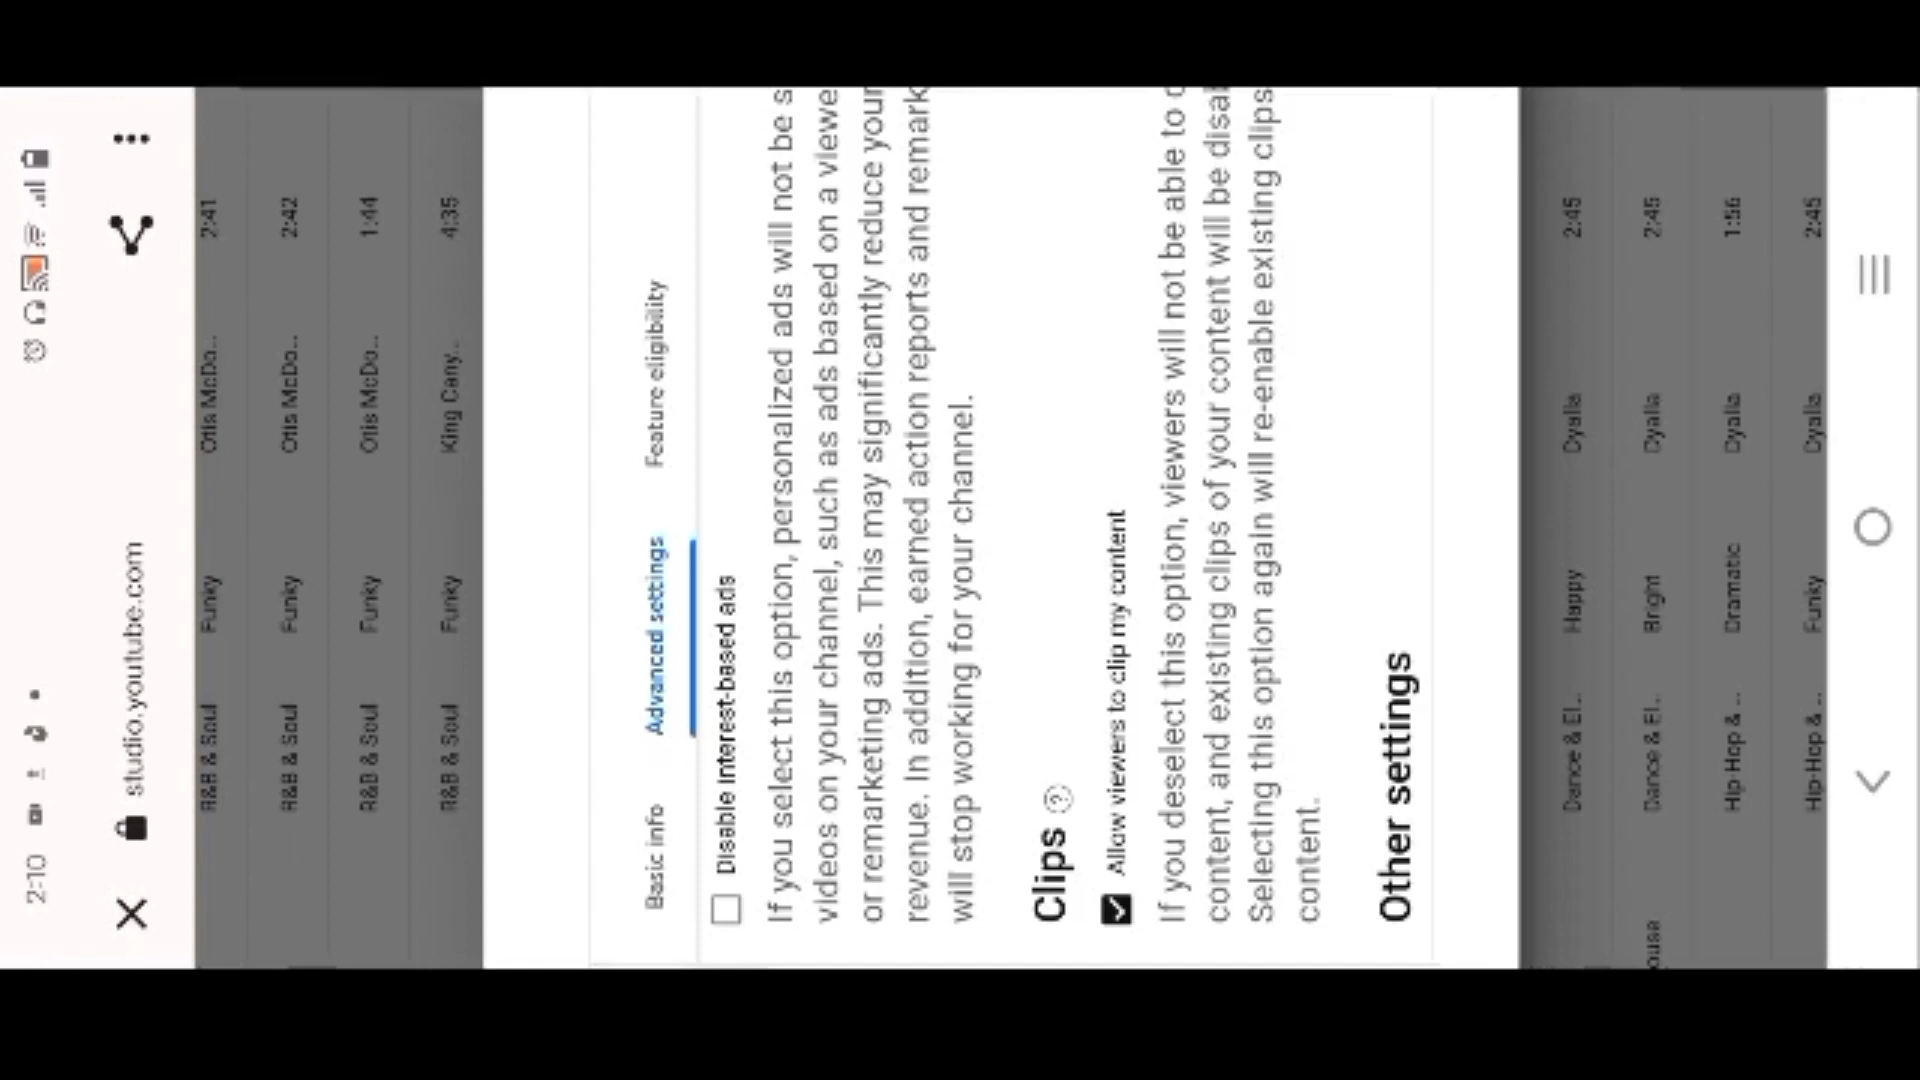 2:10
studio.youtube.com
R&B & Soul Funky Otis McDo... 2:41
R&B & Soul Funky Otis McDo... 2:42
R&B & Soul Funky Otis McDo... 1:44
R&B & Soul Funky King Cany... 4:35
Basic info Advanced settings Feature eligibility
Disable interest-based ads
If you select this option, personalized ads will not be s
videos on your channel, such as ads based on a viewe
or remarketing ads. This may significantly reduce your
revenue. In addition, earned action reports and remark
will stop working for your channel.
Clips
Allow viewers to clip my content
If you deselect this option, viewers will not be able to c
content, and existing clips of your content will be disal
Selecting this option again will re-enable existing clips
content.
Other settings
Dance & El... Happy Dyalla 2:45
ouse Dance & El... Bright Dyalla 2:45
Hip-Hop & ... Dramatic Dyalla 1:56
Hip-Hop & ... Funky Dyalla 2:45